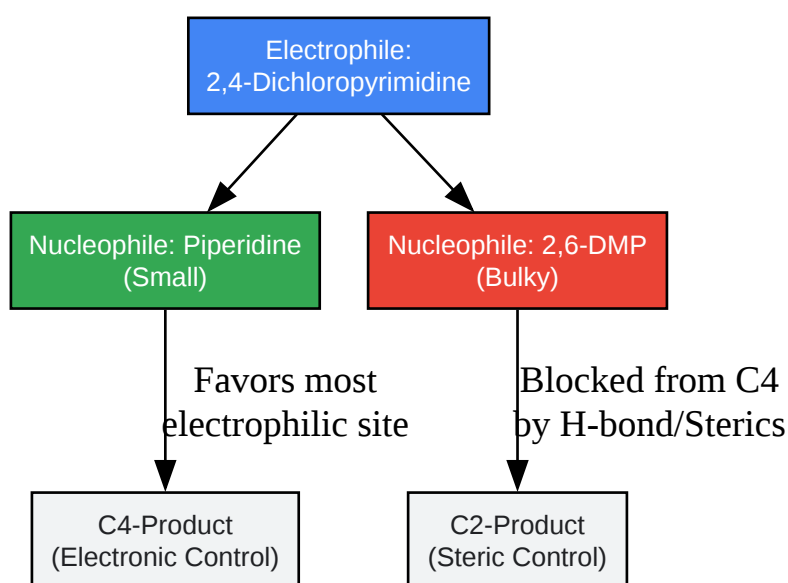 Electrophile:
2,4-Dichloropyrimidine
Nucleophile: Piperidine
(Small)
Nucleophile: 2,6-DMP
(Bulky)
Favors most
electrophilic site
Blocked from C4
by H-bond/Sterics
C4-Product
(Electronic Control)
C2-Product
(Steric Control)